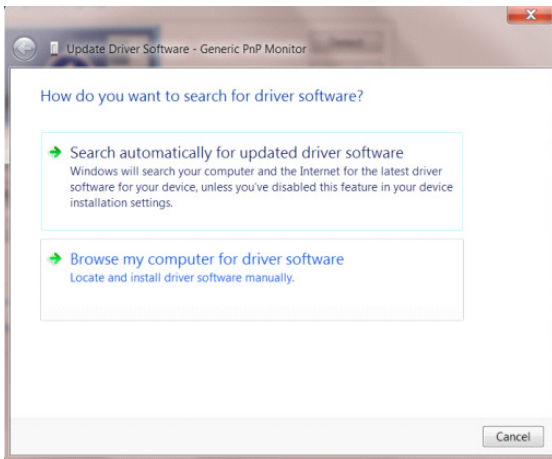 Update Driver Software - Generic PnP Monitor
How do you want to search for driver software?
Search automatically for updated driver software
Windows will search your computer and the Internet for the latest driver
software for your device, unless you've disabled this feature in your device
installation settings.
Browse my computer for driver software
Locate and install driver software manually.
Cancel